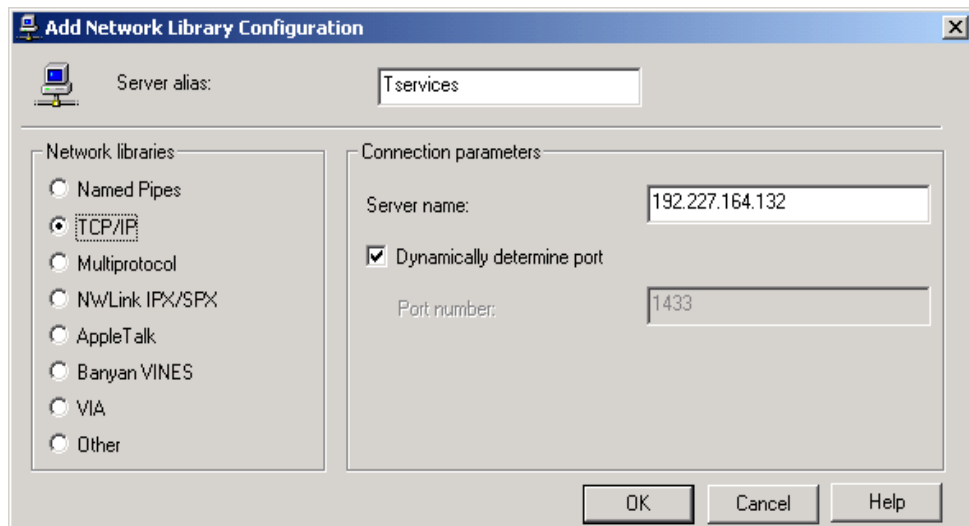 Add Network Library Configuration
Server alias: Tservices
Network libraries
Named Pipes
TCP/IP
Multiprotocol
NWLink IPX/SPX
AppleTalk
Banyan VINES
VIA
Other
Connection parameters
Server name: 192.227.164.132
Dynamically determine port
Port number: 1433
OK Cancel Help